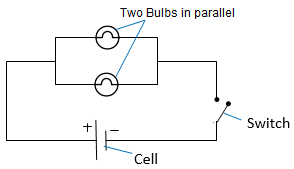 Two Bulbs in parallel
+ −
Switch
Cell